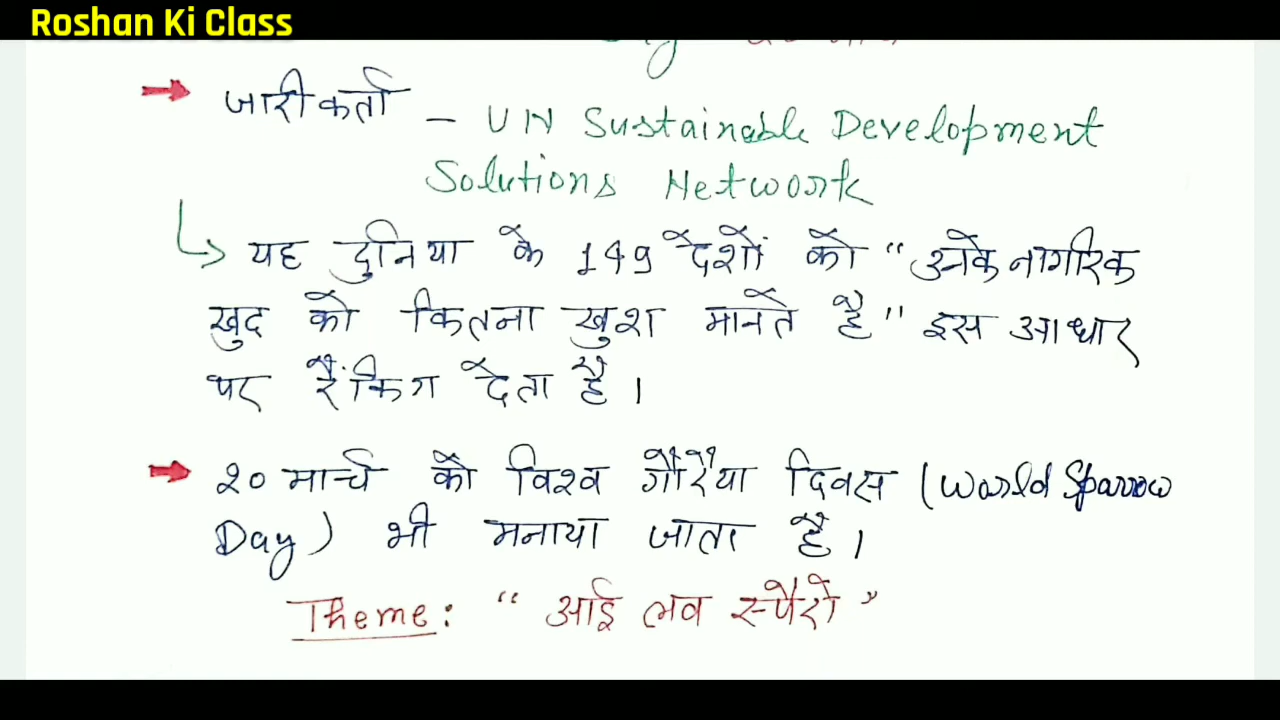 Roshan Ki Class
जारीकर्ता - UN Sustainable Development
Solutions Network
यह दुनिया के 149 देशों को "उनके नागरिक
खुद को कितना खुश मानते है" इस आधार
पर रैंकिंग देता है।
20 मार्च को विश्व गौरैया दिवस (World Sparrow
Day) भी मनाया जाता है।
Theme: "आई लव स्पैरो"